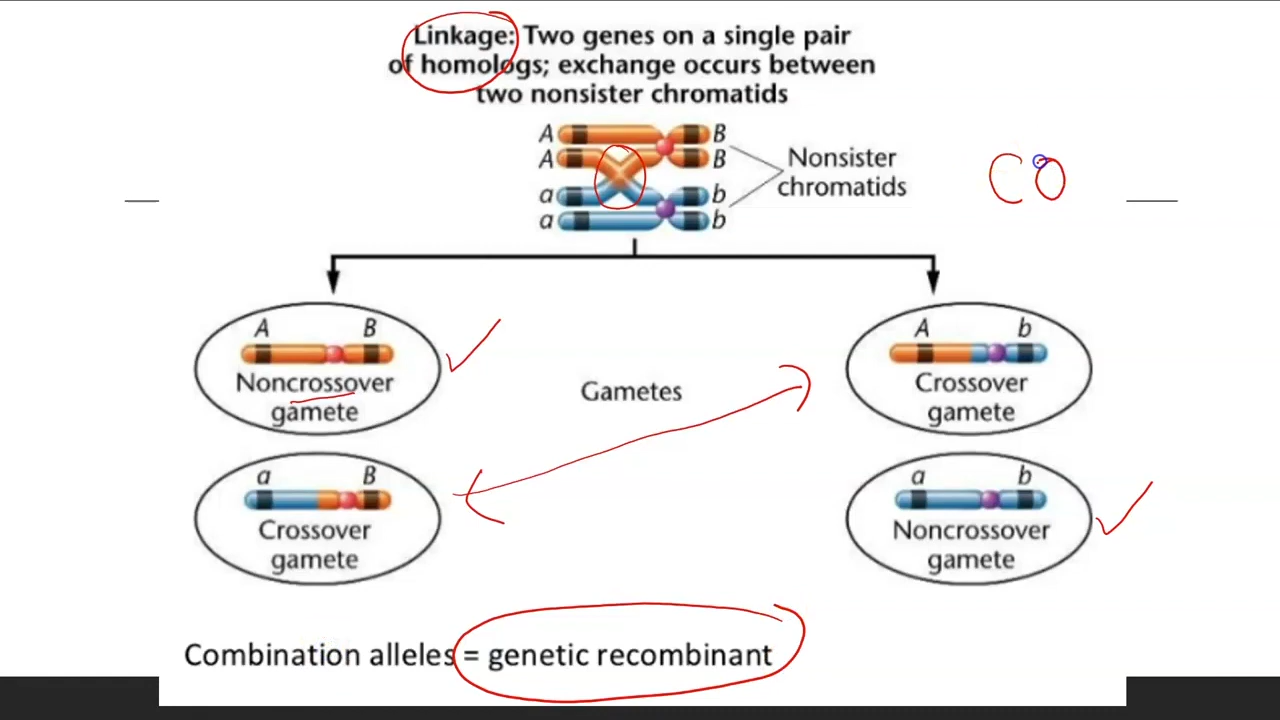 Linkage: Two genes on a single pair
of homologs; exchange occurs between
two nonsister chromatids
A B
A B
a b
a b
Nonsister
chromatids
CO
A B
Noncrossover
gamete
A b
Crossover
gamete
Gametes
a B
Crossover
gamete
a b
Noncrossover
gamete
Combination alleles = genetic recombinant